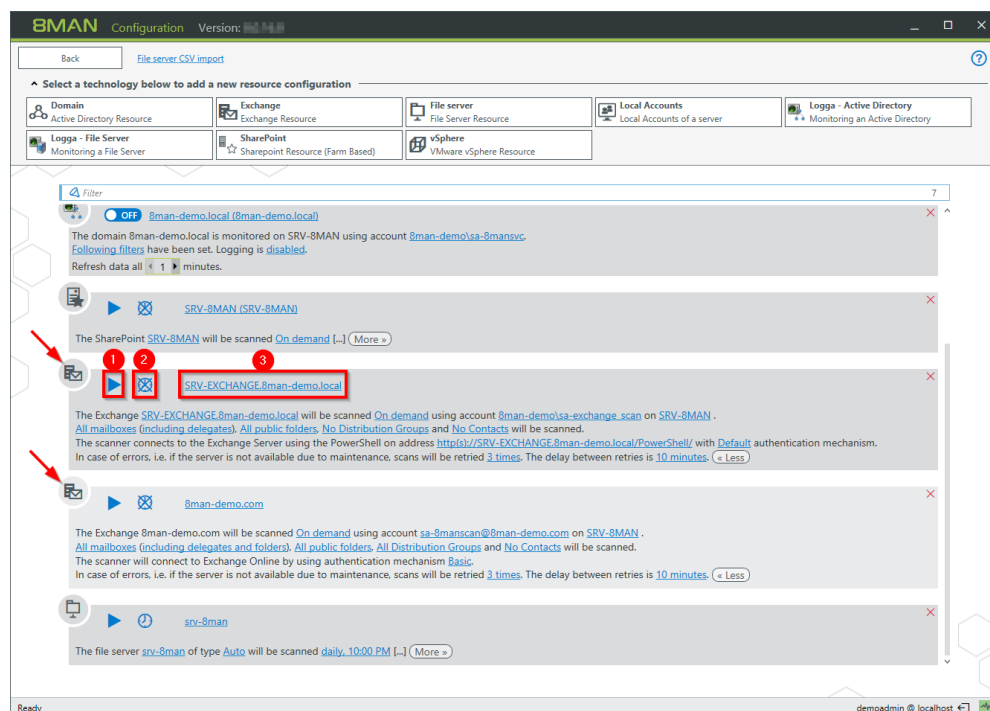 8MAN Configuration Version:
Back File server CSV import
Select a technology below to add a new resource configuration
Domain
Active Directory Resource
Exchange
Exchange Resource
File server
File Server Resource
Local Accounts
Local Accounts of a server
Logga - Active Directory
Monitoring an Active Directory
Logga - File Server
Monitoring a File Server
SharePoint
Sharepoint Resource (Farm Based)
vSphere
VMware vSphere Resource
Filter 7
OFF 8man-demo.local (8man-demo.local)
The domain 8man-demo.local is monitored on SRV-8MAN using account 8man-demo\sa-8mansvc.
Following filters have been set. Logging is disabled.
Refresh data all 1 minutes.
SRV-8MAN (SRV-8MAN)
The SharePoint SRV-8MAN will be scanned On demand [...] More »
1 2 3
SRV-EXCHANGE.8man-demo.local
The Exchange SRV-EXCHANGE.8man-demo.local will be scanned On demand using account 8man-demo\sa-exchange_scan on SRV-8MAN .
All mailboxes (including delegates), All public folders, No Distribution Groups and No Contacts will be scanned.
The scanner connects to the Exchange Server using the PowerShell on address http(s)://SRV-EXCHANGE.8man-demo.local/PowerShell/ with Default authentication mechanism.
In case of errors, i.e. if the server is not available due to maintenance, scans will be retried 3 times. The delay between retries is 10 minutes. « Less
8man-demo.com
The Exchange 8man-demo.com will be scanned On demand using account sa-8manscan@8man-demo.com on SRV-8MAN .
All mailboxes (including delegates and folders), All public folders, All Distribution Groups and No Contacts will be scanned.
The scanner will connect to Exchange Online by using authentication mechanism Basic.
In case of errors, i.e. if the server is not available due to maintenance, scans will be retried 3 times. The delay between retries is 10 minutes. « Less
srv-8man
The file server srv-8man of type Auto will be scanned daily, 10:00 PM [...] More »
Ready demoadmin @ localhost